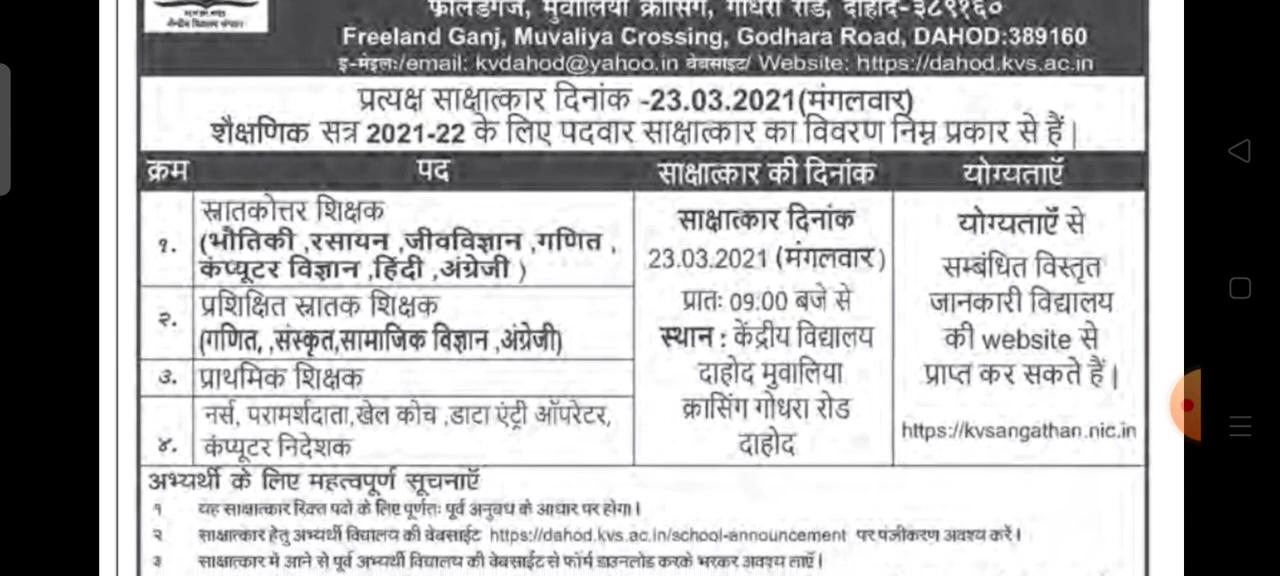 केन्द्रीय विद्यालय संगठन
फ्रीलेंडगंज, मुवालिया क्रासिंग, गोधरा रोड, दाहोद-३८९१६०
Freeland Ganj, Muvaliya Crossing, Godhara Road, DAHOD:389160
इ-मेइलः/email: kvdahod@yahoo.in वेबसाइट/ Website: https://dahod.kvs.ac.in
प्रत्यक्ष साक्षात्कार दिनांक -23.03.2021(मंगलवार)
शैक्षणिक सत्र 2021-22 के लिए पदवार साक्षात्कार का विवरण निम्न प्रकार से हैं|
क्रम पद साक्षात्कार की दिनांक योग्यताएँ
१. स्नातकोत्तर शिक्षक
(भौतिकी ,रसायन ,जीवविज्ञान ,गणित ,
कंप्यूटर विज्ञान ,हिंदी ,अंग्रेजी )
२. प्रशिक्षित स्नातक शिक्षक
(गणित, ,संस्कृत,सामाजिक विज्ञान ,अंग्रेजी)
३. प्राथमिक शिक्षक
४. नर्स, परामर्शदाता,खेल कोच ,डाटा एंट्री ऑपरेटर,
कंप्यूटर निदेशक
साक्षात्कार दिनांक
23.03.2021 (मंगलवार)
प्रातः 09.00 बजे से
स्थान : केंद्रीय विद्यालय
दाहोद मुवालिया
क्रासिंग गोधरा रोड
दाहोद
योग्यताएँ से
सम्बंधित विस्तृत
जानकारी विद्यालय
की website से
प्राप्त कर सकते हैं|
https://kvsangathan.nic.in
अभ्यर्थी के लिए महत्वपूर्ण सूचनाएँ
१ यह साक्षात्कार रिक्त पदो के लिए पूर्णतः पूर्व अनुबंध के आधार पर होगा|
२ साक्षात्कार हेतु अभ्यर्थी विद्यालय की वेबसाईट https://dahod.kvs.ac.in/school-announcement पर पंजीकरण अवश्य करें|
३ साक्षात्कार मे आने से पूर्व अभ्यर्थी विद्यालय की वेबसाईट से फॉर्म डाउनलोड करके भरकर अवश्य लाएँ|